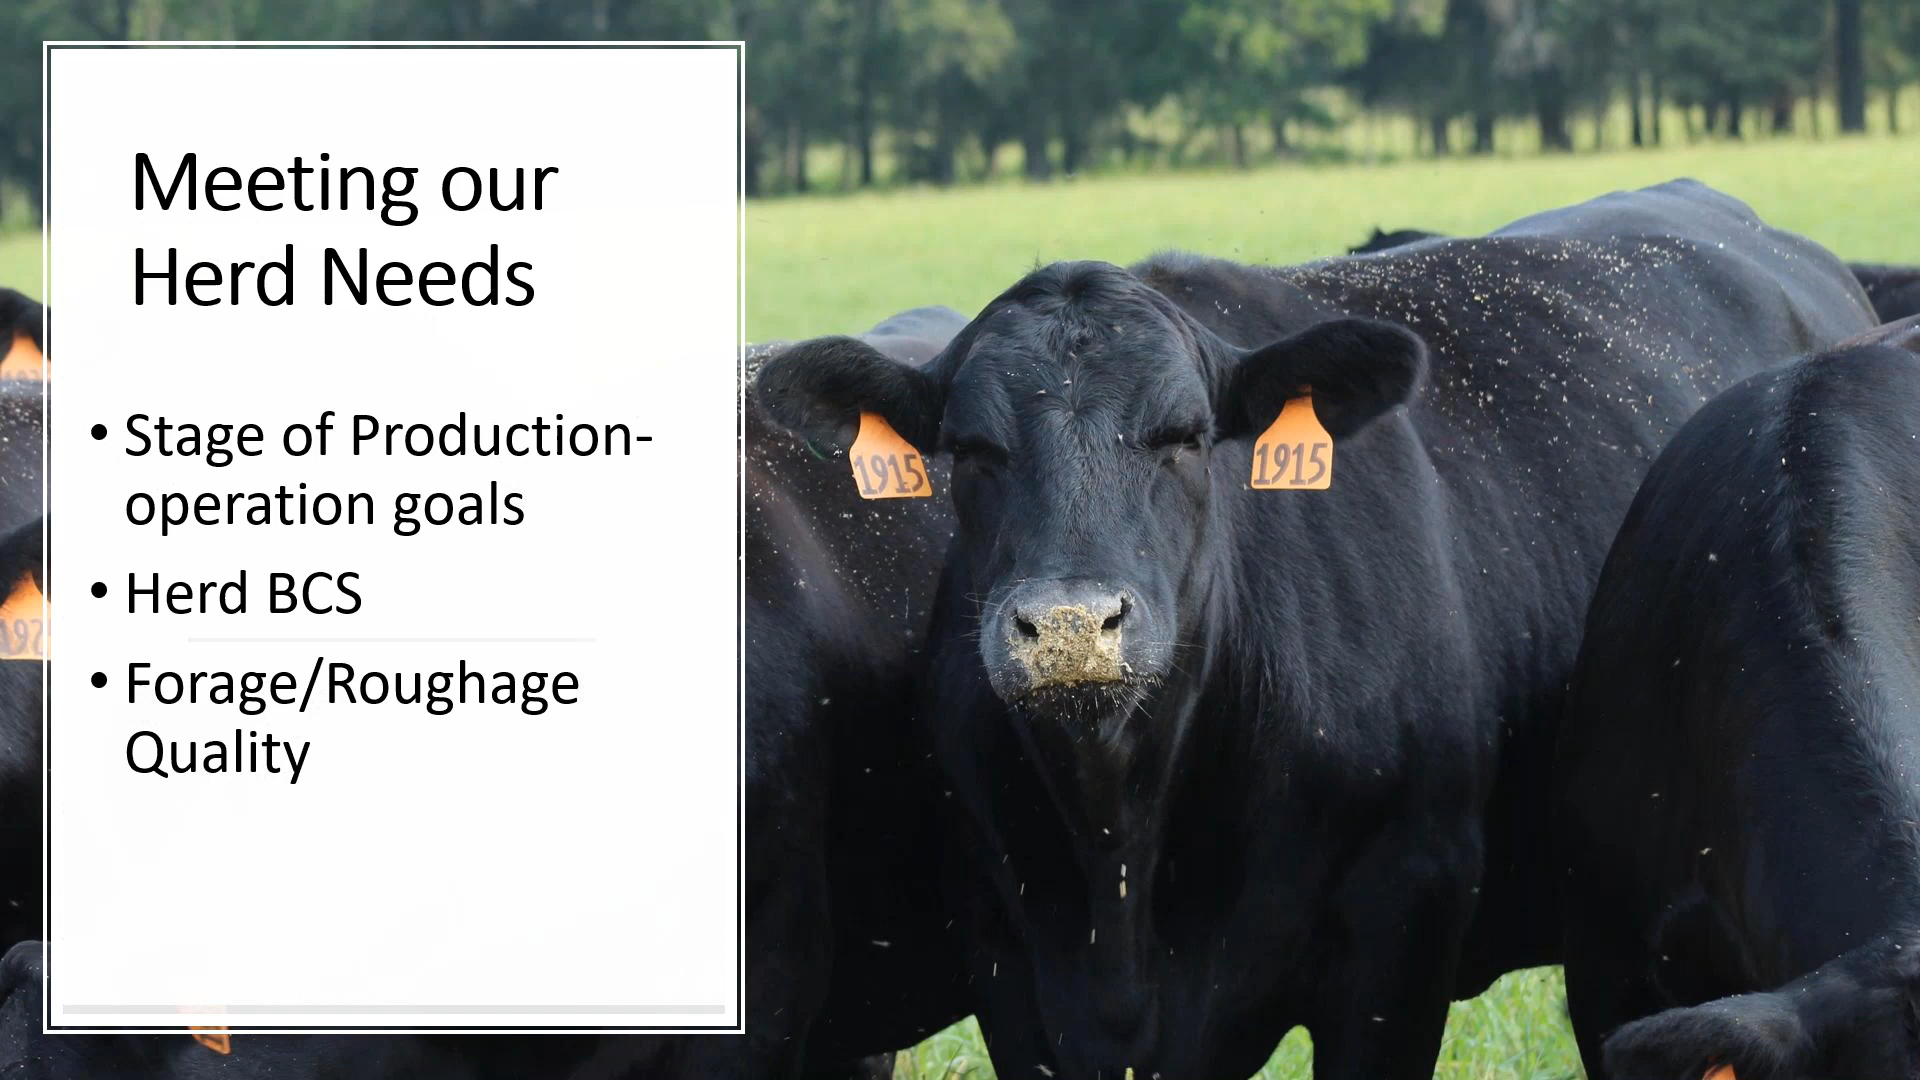 Meeting our
Herd Needs
• Stage of Production-
operation goals
• Herd BCS
• Forage/Roughage
Quality
1915
1915